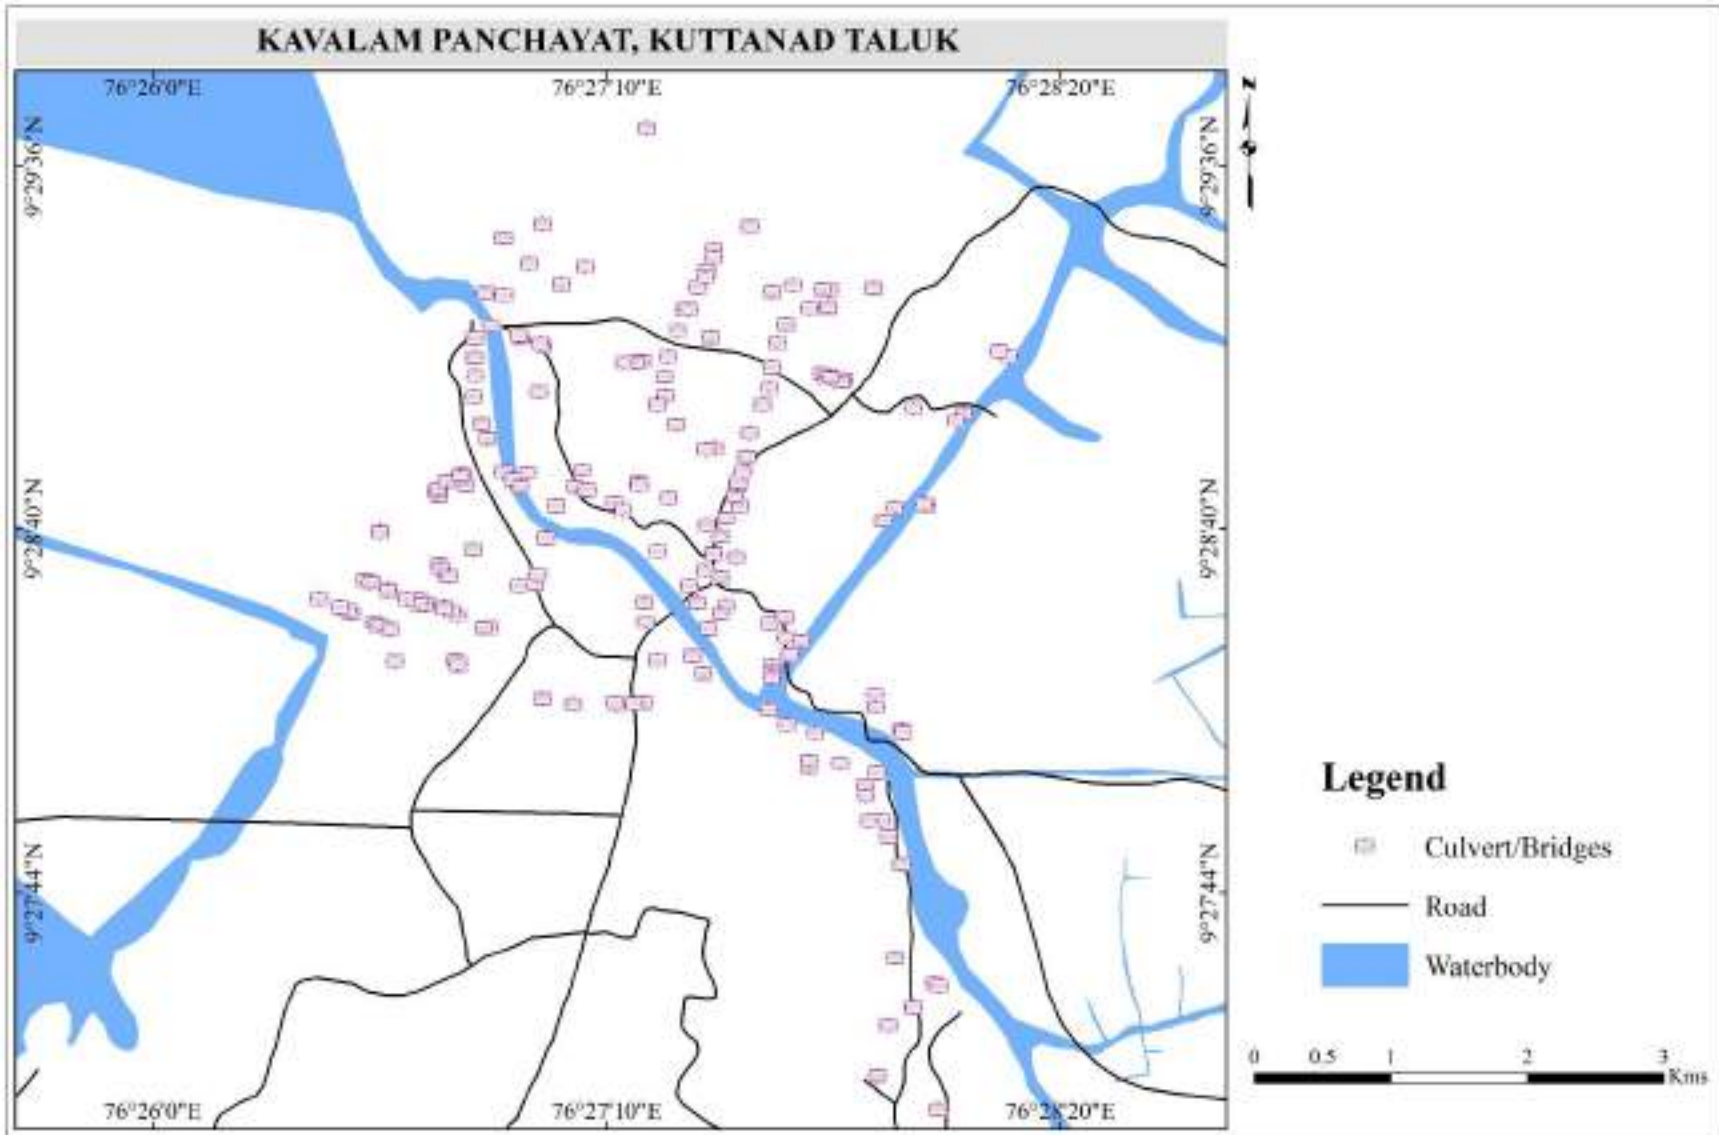 KAVALAM PANCHAYAT, KUTTANAD TALUK
76°26'0"E
76°27'10"E
76°28'20"E
N
9°29'36"N
9°29'36"N
9°28'40"N
9°28'40"N
9°27'44"N
9°27'44"N
76°26'0"E
76°27'10"E
76°28'20"E
Legend
Culvert/Bridges
Road
Waterbody
0 0.5 1 2 3
Kms